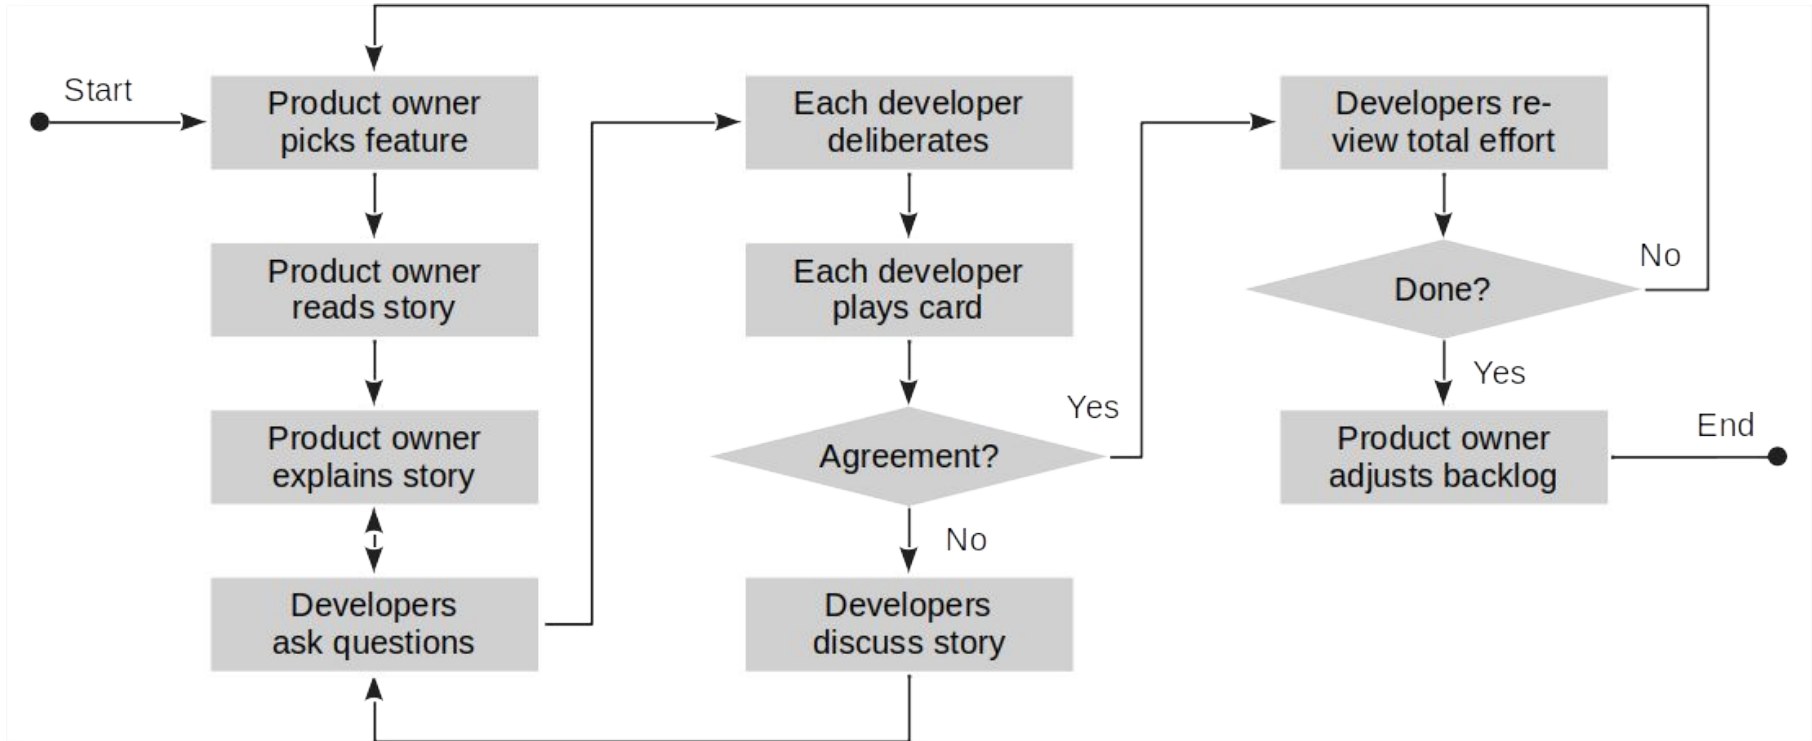 Start
Product owner
picks feature
Product owner
reads story
Product owner
explains story
Developers
ask questions
Each developer
deliberates
Each developer
plays card
Agreement?
Yes
No
Developers
discuss story
Developers re-
view total effort
Done?
No
Yes
Product owner
adjusts backlog
End